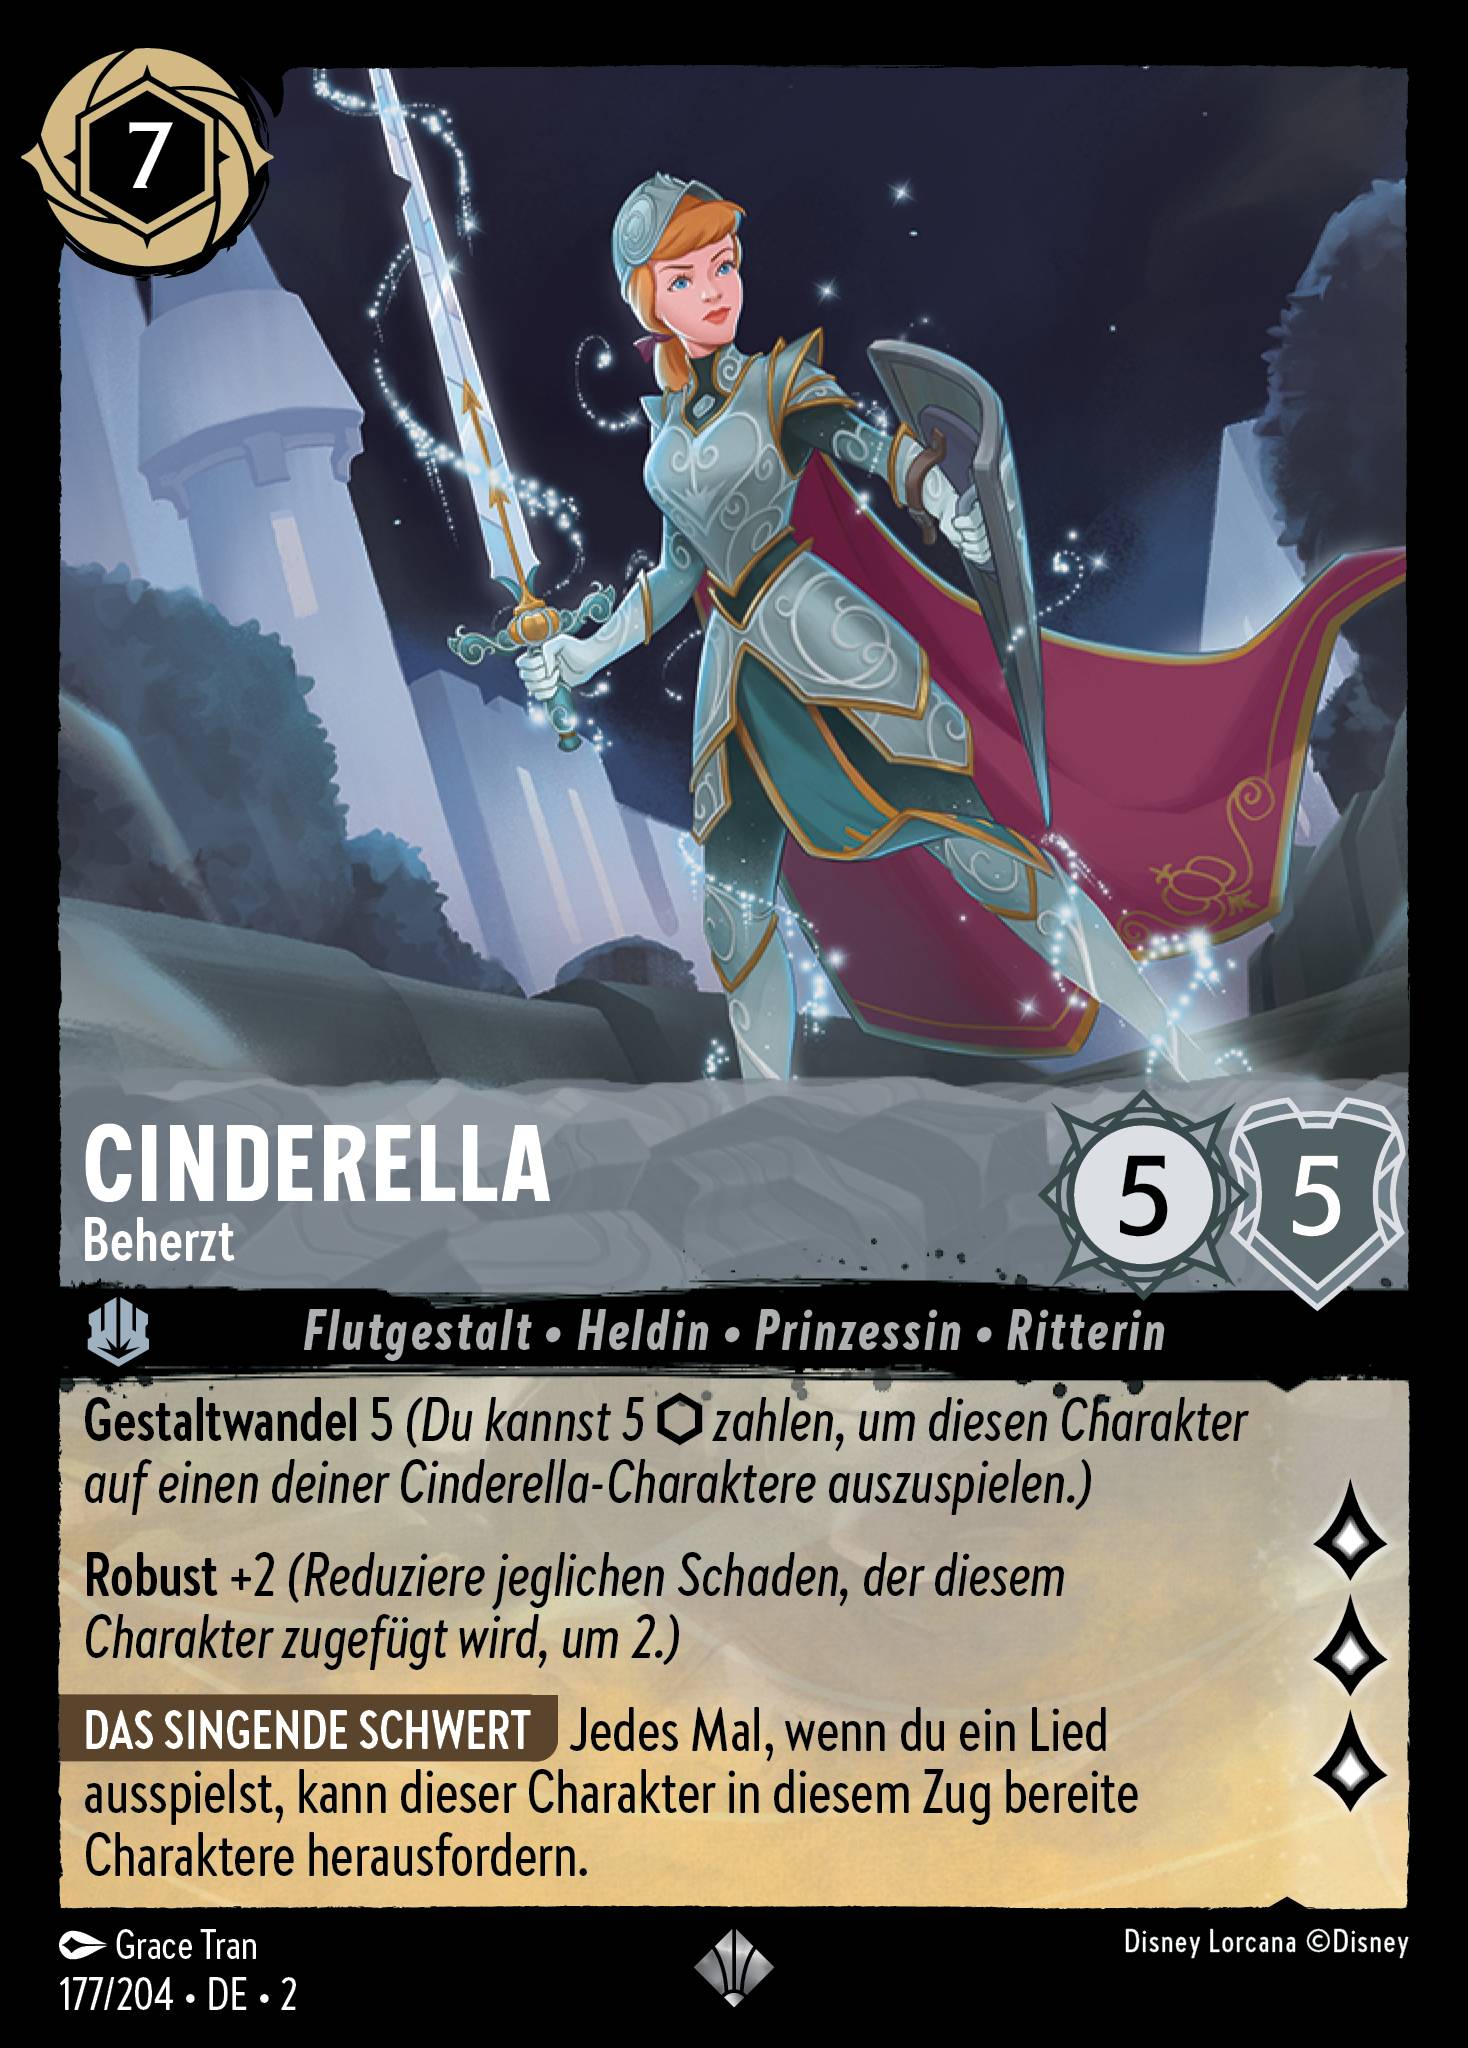 7
CINDERELLA
Beherzt
5 5
Flutgestalt • Heldin • Prinzessin • Ritterin
Gestaltwandel 5 (Du kannst 5 ⬡ zahlen, um diesen Charakter
auf einen deiner Cinderella-Charaktere auszuspielen.)
Robust +2 (Reduziere jeglichen Schaden, der diesem
Charakter zugefügt wird, um 2.)
DAS SINGENDE SCHWERT Jedes Mal, wenn du ein Lied
ausspielst, kann dieser Charakter in diesem Zug bereite
Charaktere herausfordern.
Grace Tran
Disney Lorcana ©Disney
177/204 • DE • 2